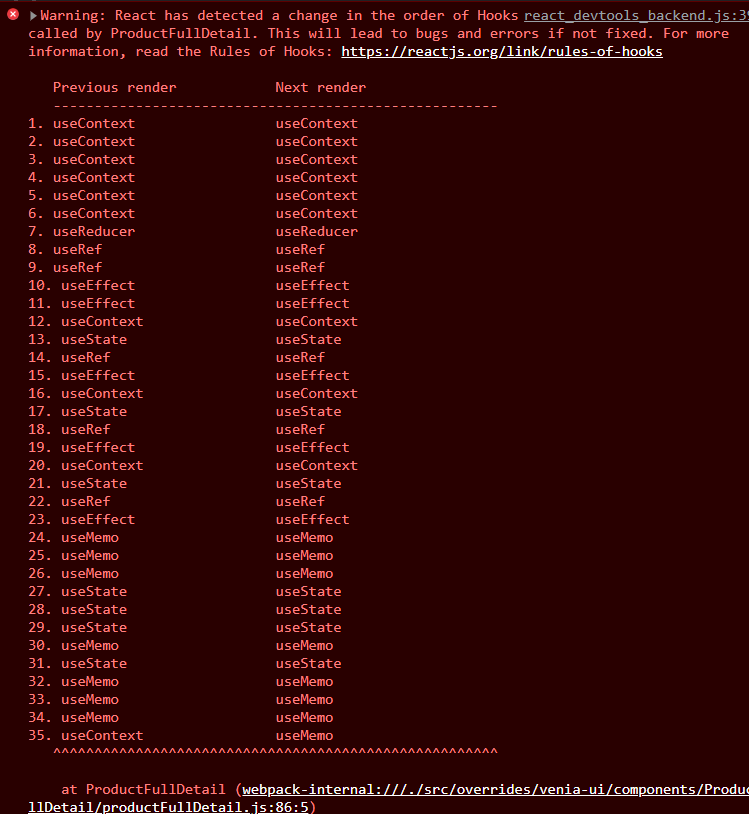 Warning: React has detected a change in the order of Hooks react_devtools_backend.js:39
called by ProductFullDetail. This will lead to bugs and errors if not fixed. For more
information, read the Rules of Hooks: https://reactjs.org/link/rules-of-hooks
Previous render Next render
------------------------------------------------------
1. useContext useContext
2. useContext useContext
3. useContext useContext
4. useContext useContext
5. useContext useContext
6. useContext useContext
7. useReducer useReducer
8. useRef useRef
9. useRef useRef
10. useEffect useEffect
11. useEffect useEffect
12. useContext useContext
13. useState useState
14. useRef useRef
15. useEffect useEffect
16. useContext useContext
17. useState useState
18. useRef useRef
19. useEffect useEffect
20. useContext useContext
21. useState useState
22. useRef useRef
23. useEffect useEffect
24. useMemo useMemo
25. useMemo useMemo
26. useMemo useMemo
27. useState useState
28. useState useState
29. useState useState
30. useMemo useMemo
31. useState useState
32. useMemo useMemo
33. useMemo useMemo
34. useMemo useMemo
35. useContext useMemo
^^^^^^^^^^^^^^^^^^^^^^^^^^^^^^^^^^^^^^^^^^^^^^^^^^^^^^
at ProductFullDetail (webpack-internal:///./src/overrides/venia-ui/components/Produc
llDetail/productFullDetail.js:86:5)